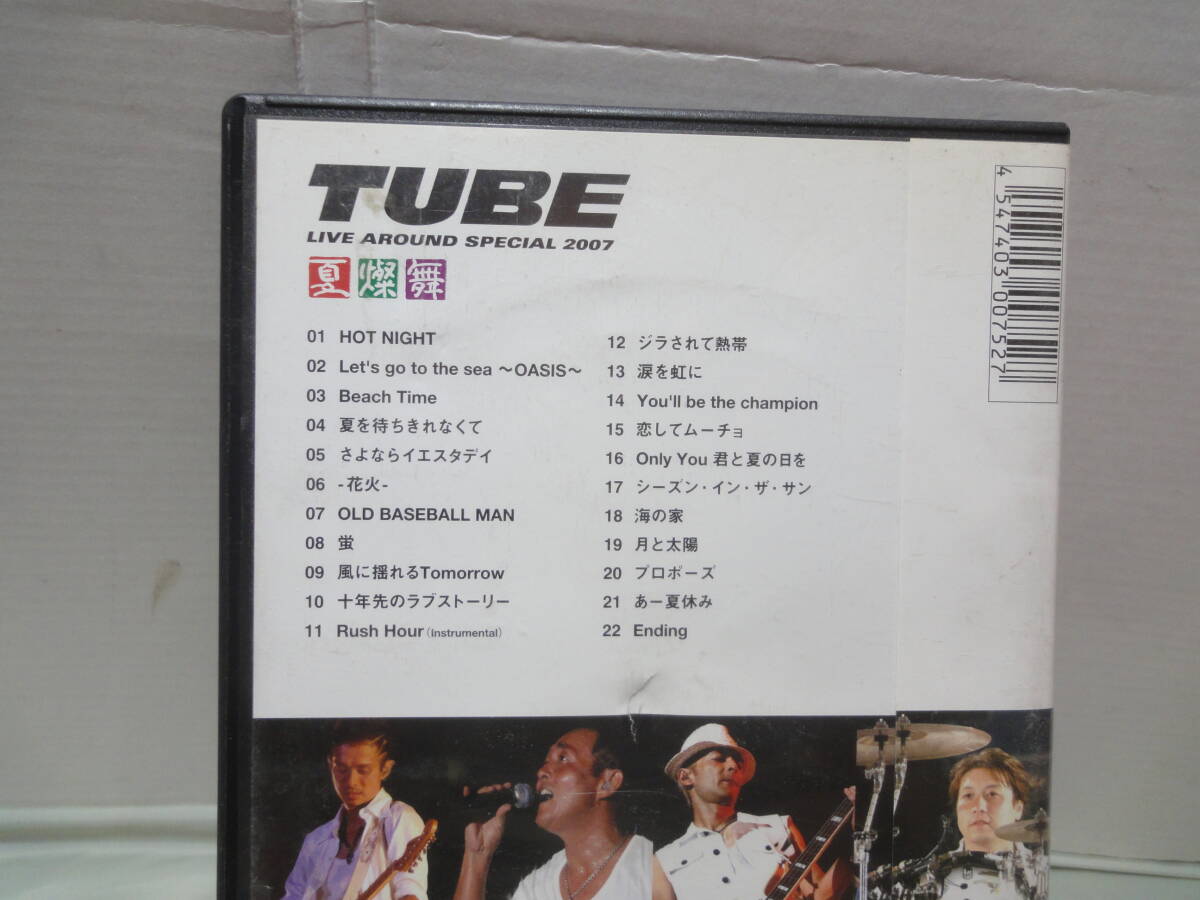 TUBE
LIVE AROUND SPECIAL 2007
夏燦舞
01 HOT NIGHT
02 Let's go to the sea ～OASIS～
03 Beach Time
04 夏を待ちきれなくて
05 さよならイエスタデイ
06 -花火-
07 OLD BASEBALL MAN
08 蛍
09 風に揺れるTomorrow
10 十年先のラブストーリー
11 Rush Hour (Instrumental)
12 ジラされて熱帯
13 涙を虹に
14 You'll be the champion
15 恋してムーチョ
16 Only You 君と夏の日を
17 シーズン・イン・ザ・サン
18 海の家
19 月と太陽
20 プロポーズ
21 あー夏休み
22 Ending
4 547403 007527